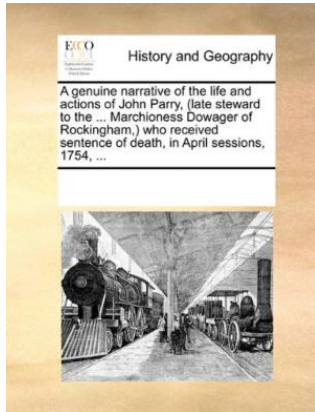 ECCO
History and Geography
A genuine narrative of the life and
actions of John Parry, (late steward
to the ... Marchioness Dowager of
Rockingham,) who received
sentence of death, in April sessions,
1754, ...